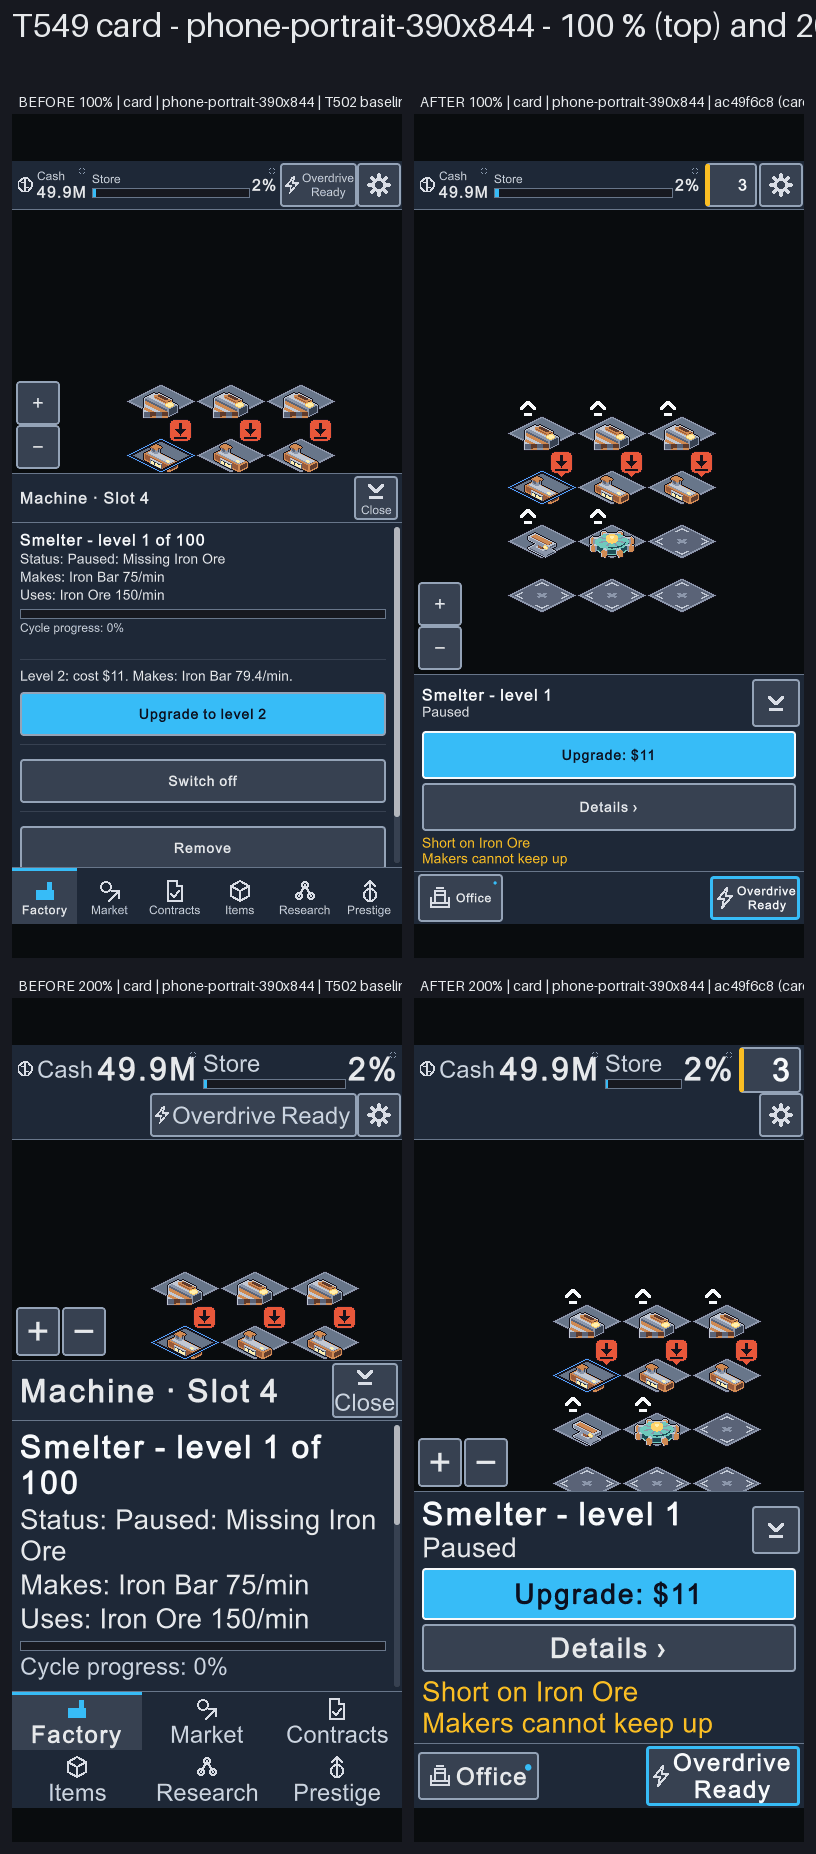 T549 card - phone-portrait-390x844 - 100 % (top) and
BEFORE 100% | card | phone-portrait-390x844 | T502
Cash
49.9M
Store
2%
Overdrive
Ready
+
−
Machine · Slot 4
Close
Smelter - level 1 of 100
Status: Paused: Missing Iron Ore
Makes: Iron Bar 75/min
Uses: Iron Ore 150/min
Cycle progress: 0%
Level 2: cost $11. Makes: Iron Bar 79.4/min.
Upgrade to level 2
Switch off
Remove
Factory
Market
Contracts
Items
Research
Prestige
AFTER 100% | card | phone-portrait-390x844 | ac49f6c8
Cash
49.9M
Store
2%
3
+
−
Smelter - level 1
Paused
Upgrade: $11
Details ›
Short on Iron Ore
Makers cannot keep up
Office
Overdrive
Ready
BEFORE 200% | card | phone-portrait-390x844 | T502
Cash 49.9M
Store
2%
Overdrive Ready
+ −
Machine · Slot 4
Close
Smelter - level 1 of
100
Status: Paused: Missing Iron
Ore
Makes: Iron Bar 75/min
Uses: Iron Ore 150/min
Cycle progress: 0%
Factory
Market
Contracts
Items
Research
Prestige
AFTER 200% | card | phone-portrait-390x844 | ac49f6c8
Cash 49.9M
Store
2%
3
+ −
Smelter - level 1
Paused
Upgrade: $11
Details ›
Short on Iron Ore
Makers cannot keep up
Office
Overdrive
Ready